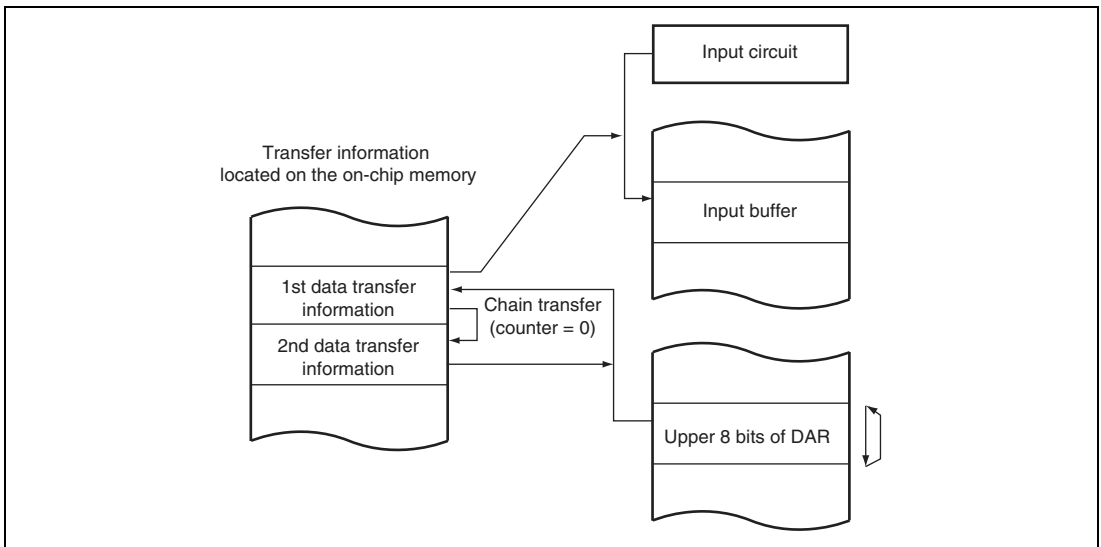 Input circuit
Transfer information
located on the on-chip memory
Input buffer
1st data transfer
information
Chain transfer
(counter = 0)
2nd data transfer
information
Upper 8 bits of DAR